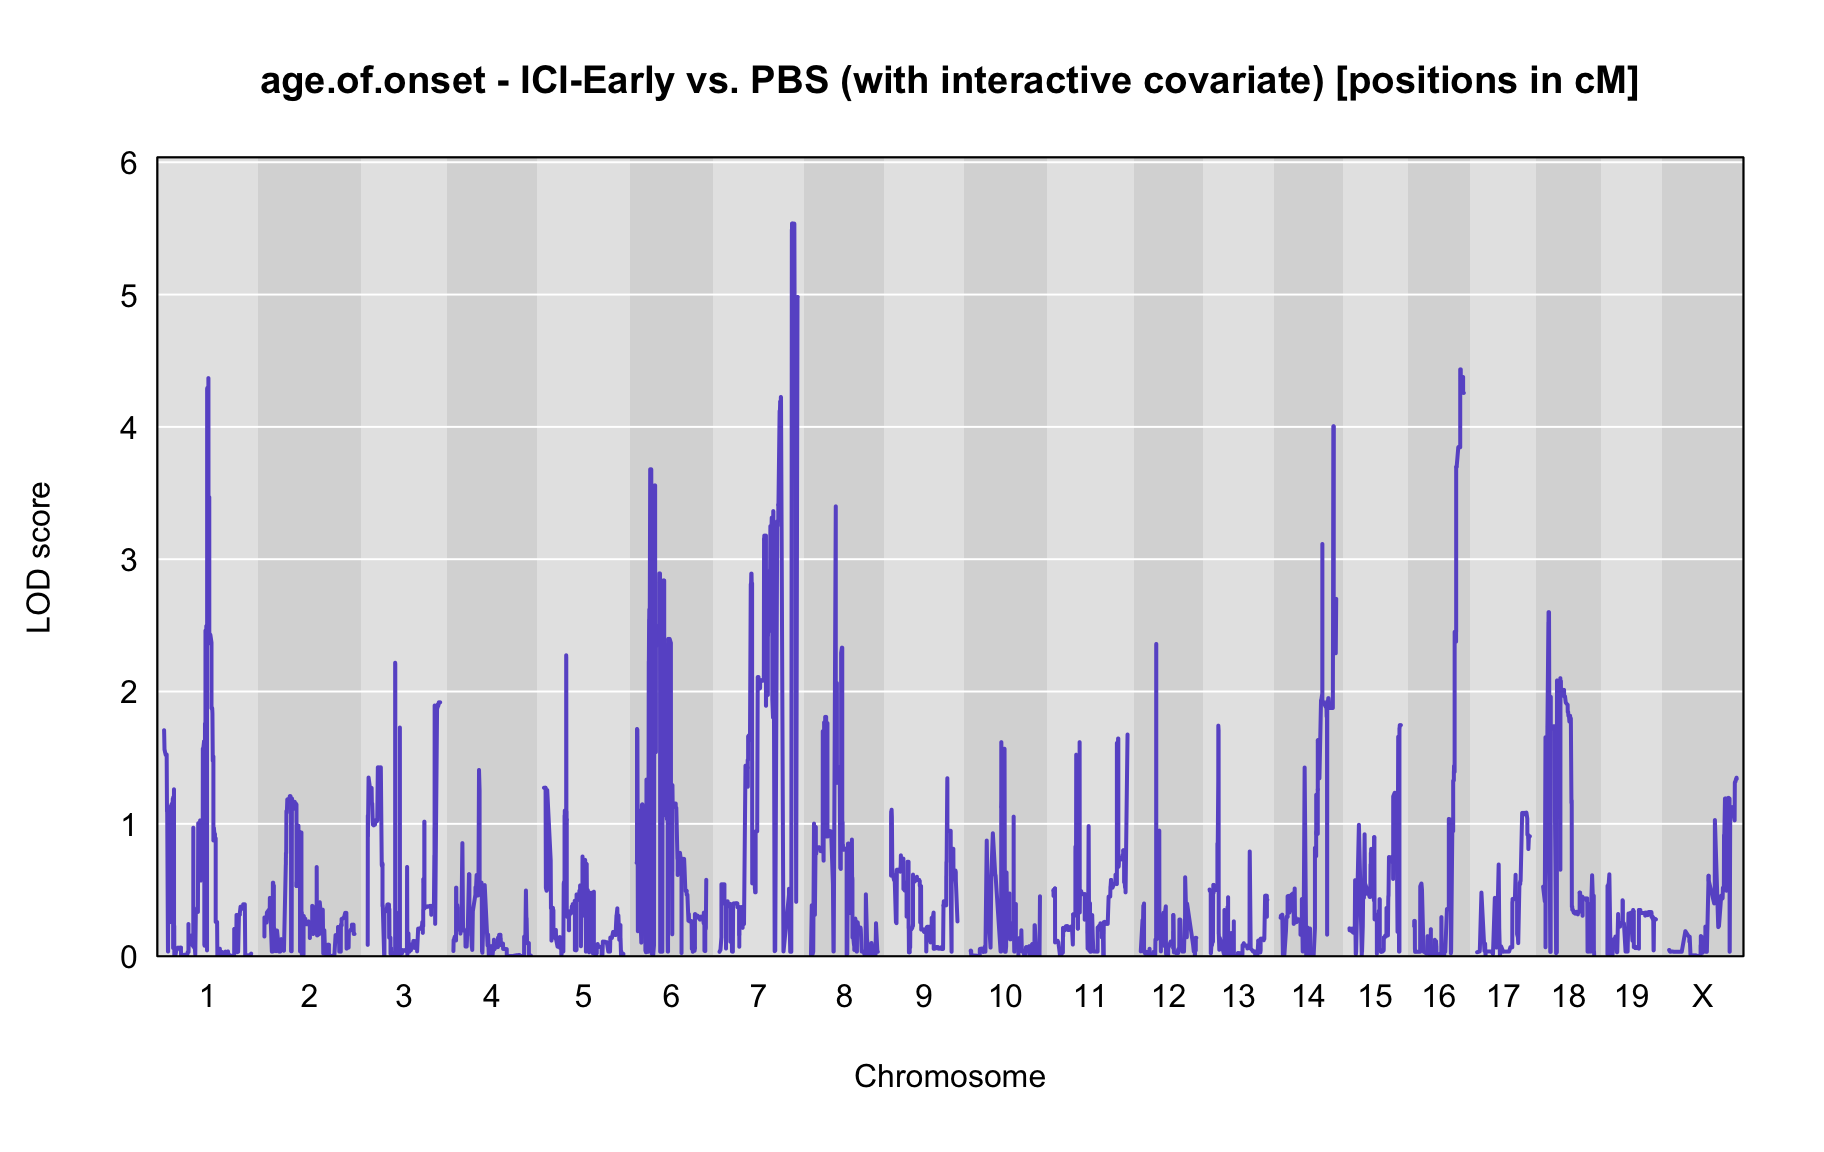 age.of.onset - ICI-Early vs. PBS (with interactive covariate) [positions in cM]
6
5
4
3
2
1
0
LOD score
1 2 3 4 5 6 7 8 9 10 11 12 13 14 15 16 17 18 19 X
Chromosome